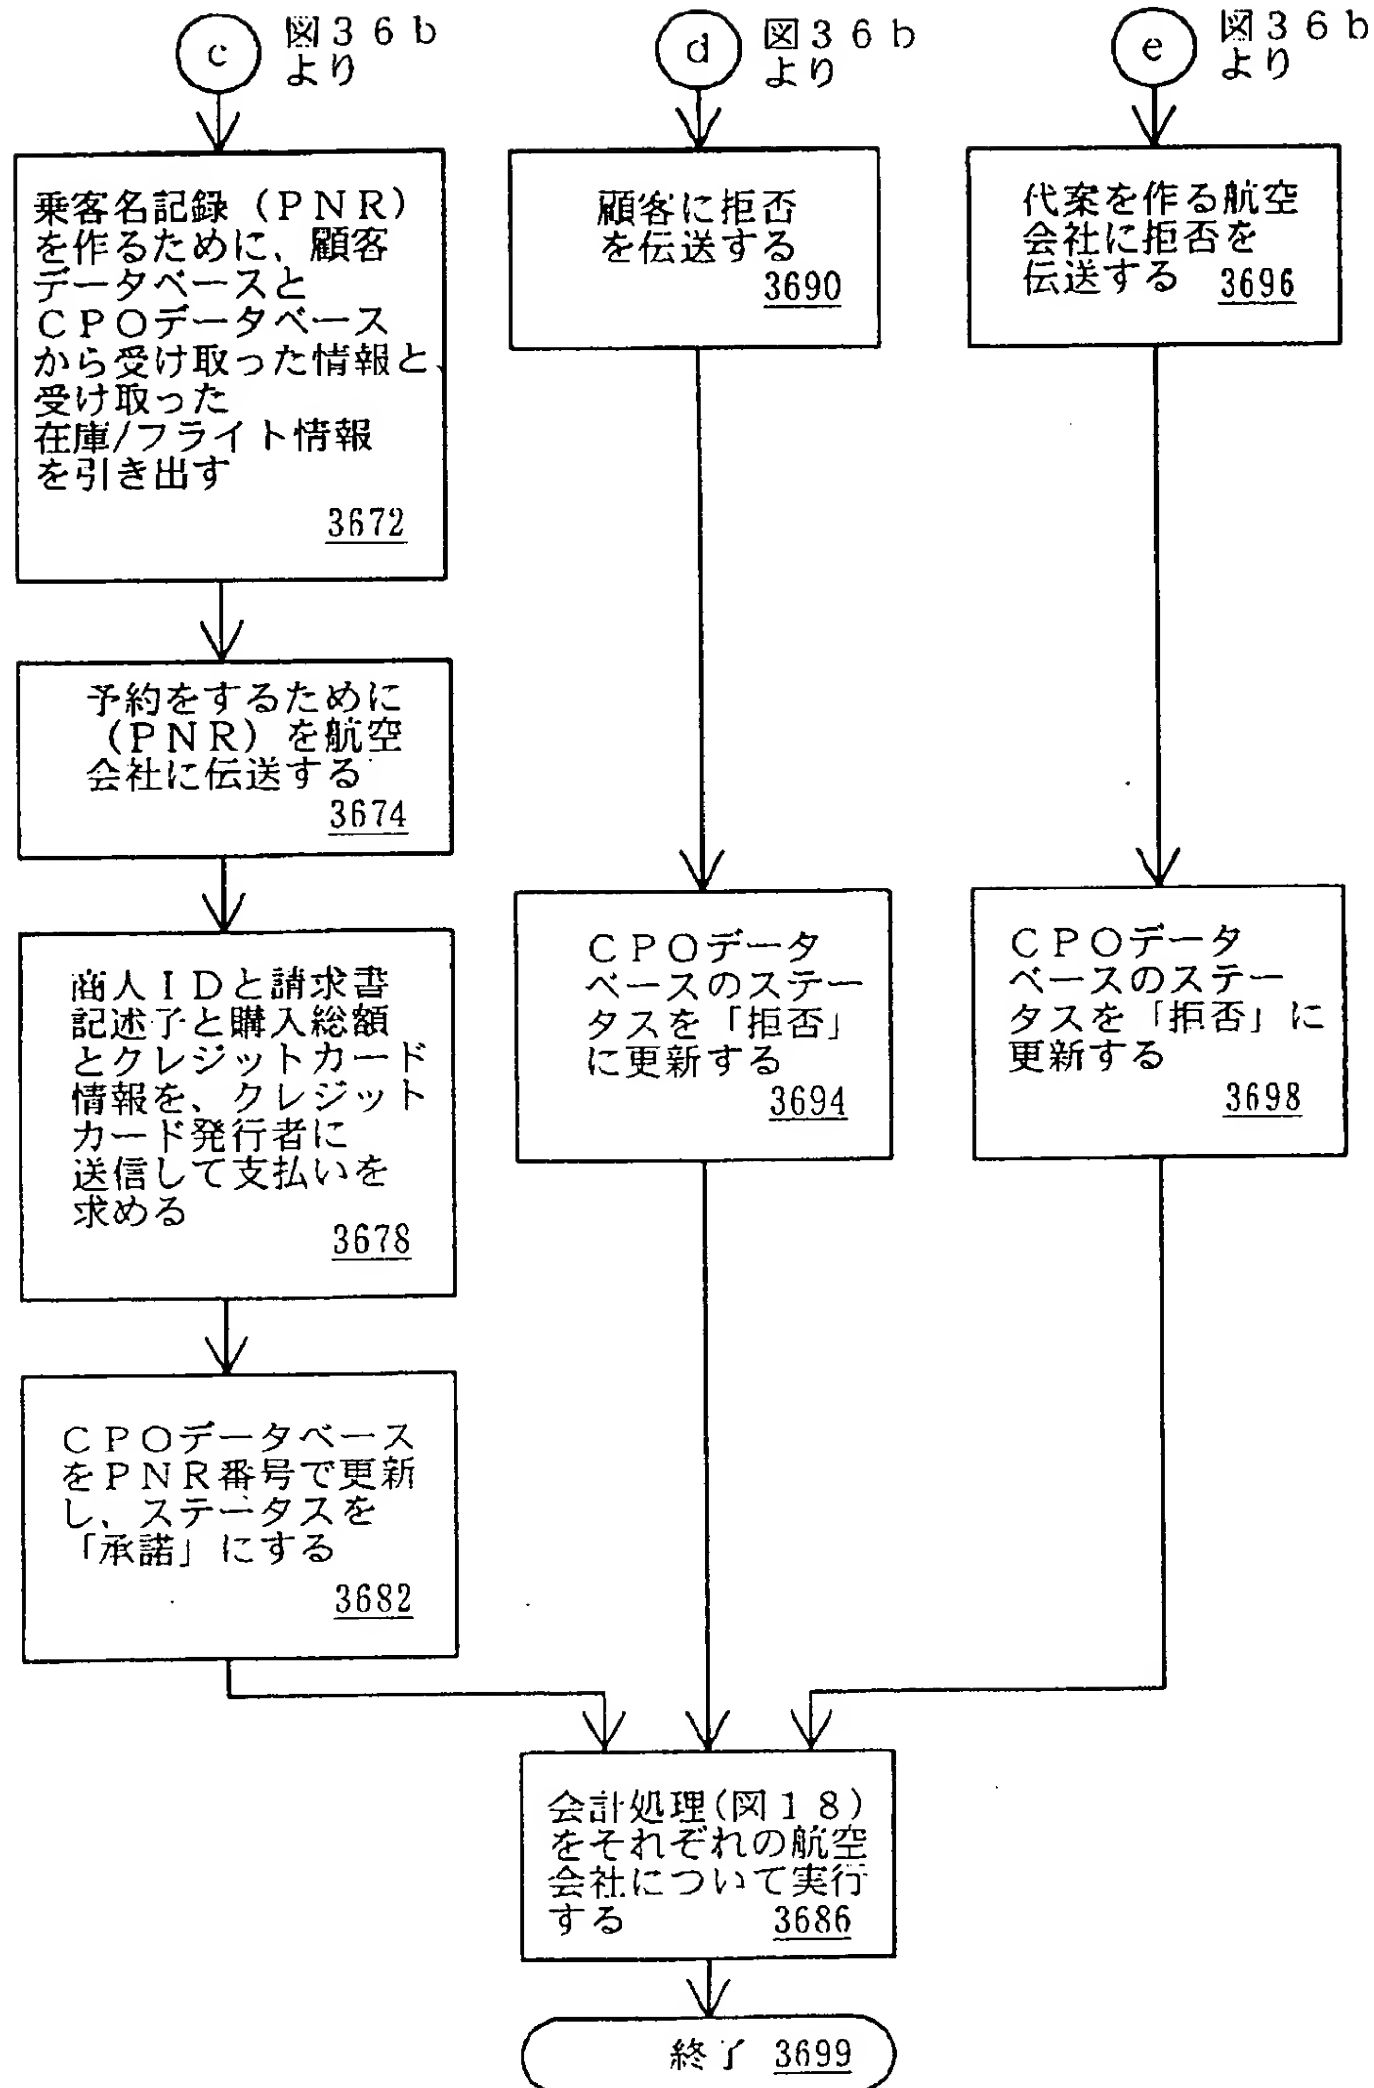 c
図３６ｂ
より
乗客名記録（ＰＮＲ）
を作るために、顧客
データベースと
ＣＰＯデータベース
から受け取った情報と、
受け取った
在庫/フライト情報
を引き出す
3672
予約をするために
（ＰＮＲ）を航空
会社に伝送する
3674
商人ＩＤと請求書
記述子と購入総額
とクレジットカード
情報を、クレジット
カード発行者に
送信して支払いを
求める
3678
ＣＰＯデータベース
をＰＮＲ番号で更新
し、ステータスを
「承諾」にする
3682
d
図３６ｂ
より
顧客に拒否
を伝送する
3690
ＣＰＯデータ
ベースのステー
タスを「拒否」
に更新する
3694
e
図３６ｂ
より
代案を作る航空
会社に拒否を
伝送する 3696
ＣＰＯデータ
ベースのステー
タスを「拒否」に
更新する
3698
会計処理(図１８)
をそれぞれの航空
会社について実行
する 3686
終了 3699